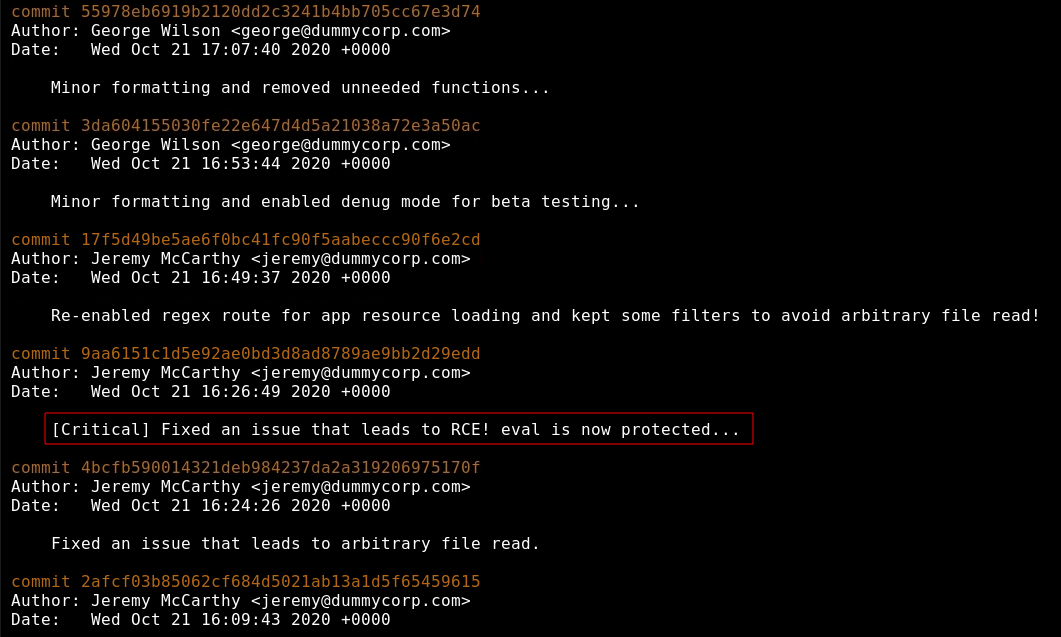 commit 55978eb6919b2120dd2c3241b4bb705cc67e3d74
Author: George Wilson <george@dummycorp.com>
Date:   Wed Oct 21 17:07:40 2020 +0000
Minor formatting and removed unneeded functions...
commit 3da604155030fe22e647d4d5a21038a72e3a50ac
Author: George Wilson <george@dummycorp.com>
Date:   Wed Oct 21 16:53:44 2020 +0000
Minor formatting and enabled denug mode for beta testing...
commit 17f5d49be5ae6f0bc41fc90f5aabeccc90f6e2cd
Author: Jeremy McCarthy <jeremy@dummycorp.com>
Date:   Wed Oct 21 16:49:37 2020 +0000
Re-enabled regex route for app resource loading and kept some filters to avoid arbitrary file read!
commit 9aa6151c1d5e92ae0bd3d8ad8789ae9bb2d29edd
Author: Jeremy McCarthy <jeremy@dummycorp.com>
Date:   Wed Oct 21 16:26:49 2020 +0000
[Critical] Fixed an issue that leads to RCE! eval is now protected...
commit 4bcfb590014321deb984237da2a319206975170f
Author: Jeremy McCarthy <jeremy@dummycorp.com>
Date:   Wed Oct 21 16:24:26 2020 +0000
Fixed an issue that leads to arbitrary file read.
commit 2afcf03b85062cf684d5021ab13a1d5f65459615
Author: Jeremy McCarthy <jeremy@dummycorp.com>
Date:   Wed Oct 21 16:09:43 2020 +0000